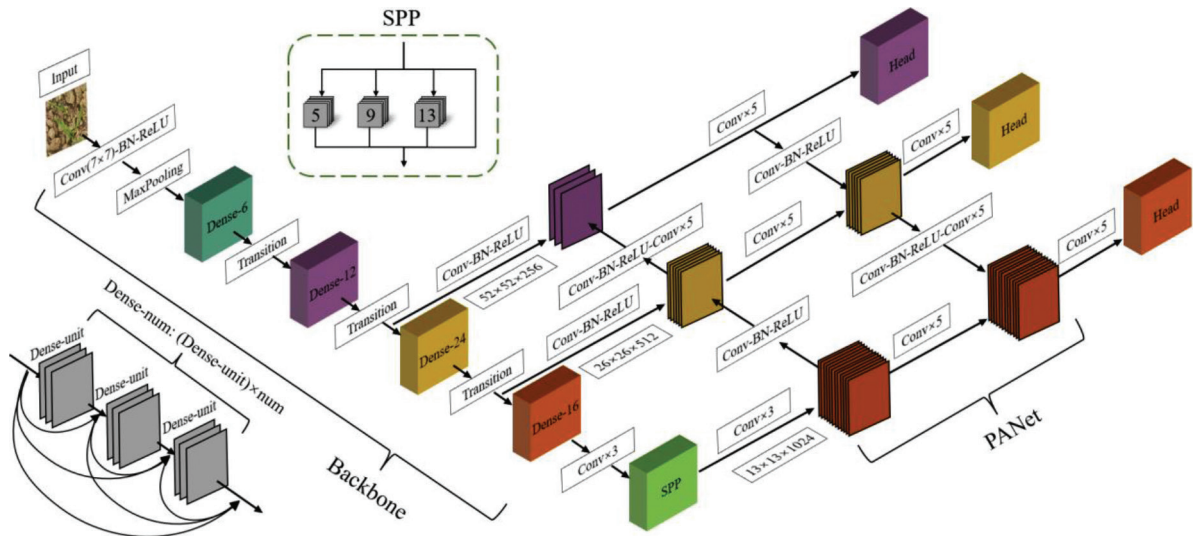 SPP
5
9
13
Input
Conv(7×7)-BN-ReLU
MaxPooling
Dense-6
Transition
Dense-12
Transition
Dense-24
Transition
Dense-16
Conv×3
SPP
Conv-BN-ReLU
52×52×256
Conv-BN-ReLU
26×26×512
Conv×3
13×13×1024
Conv-BN-ReLU
Conv-BN-ReLU-Conv×5
Conv×5
Conv×5
Conv×5
Conv-BN-ReLU
Conv-BN-ReLU-Conv×5
Conv×5
Conv×5
Head
Head
Head
PANet
Backbone
Dense-num: (Dense-unit)×num
Dense-unit
Dense-unit
Dense-unit